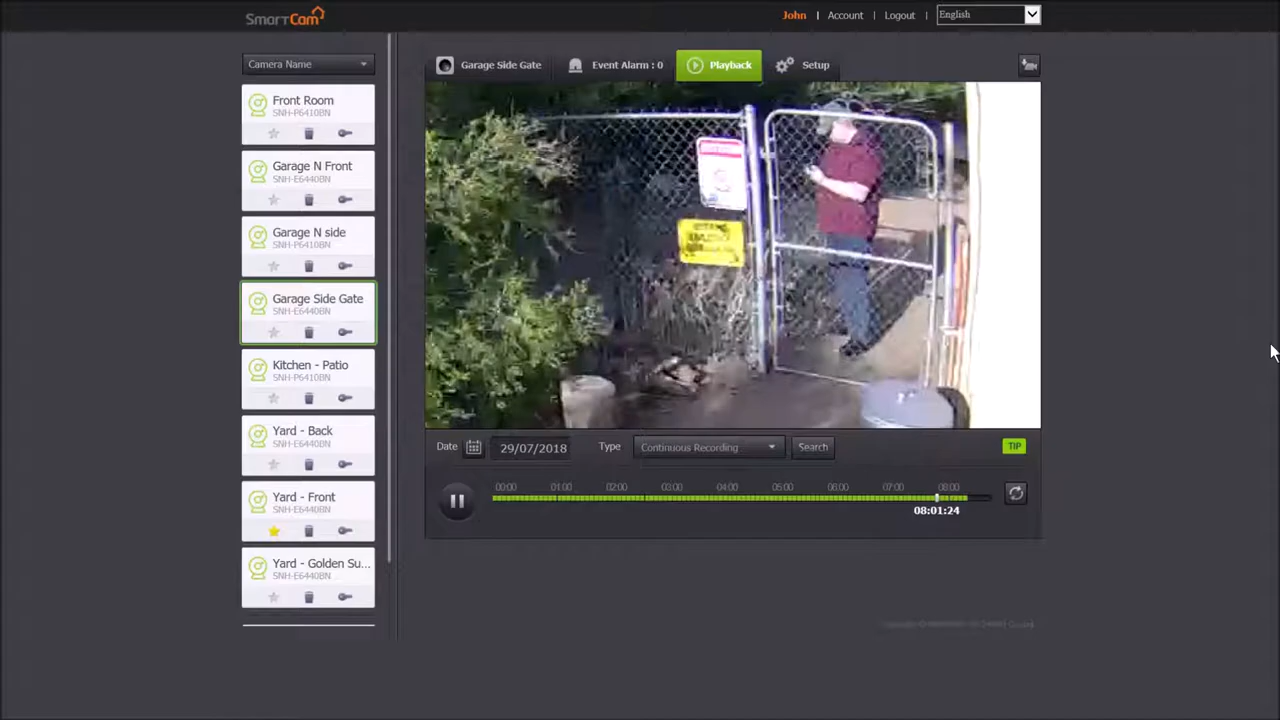 SmartCam
John | Account | Logout | English
Camera Name
Front Room
SNH-P6410BN
Garage N Front
SNH-E6440BN
Garage N side
SNH-P6410BN
Garage Side Gate
SNH-E6440BN
Kitchen - Patio
SNH-P6410BN
Yard - Back
SNH-E6440BN
Yard - Front
SNH-E6440BN
Yard - Golden Su...
SNH-E6440BN
Garage Side Gate Event Alarm : 0 Playback Setup
Date 29/07/2018 Type Continuous Recording Search TIP
00:00 01:00 02:00 03:00 04:00 05:00 06:00 07:00 08:00
08:01:24